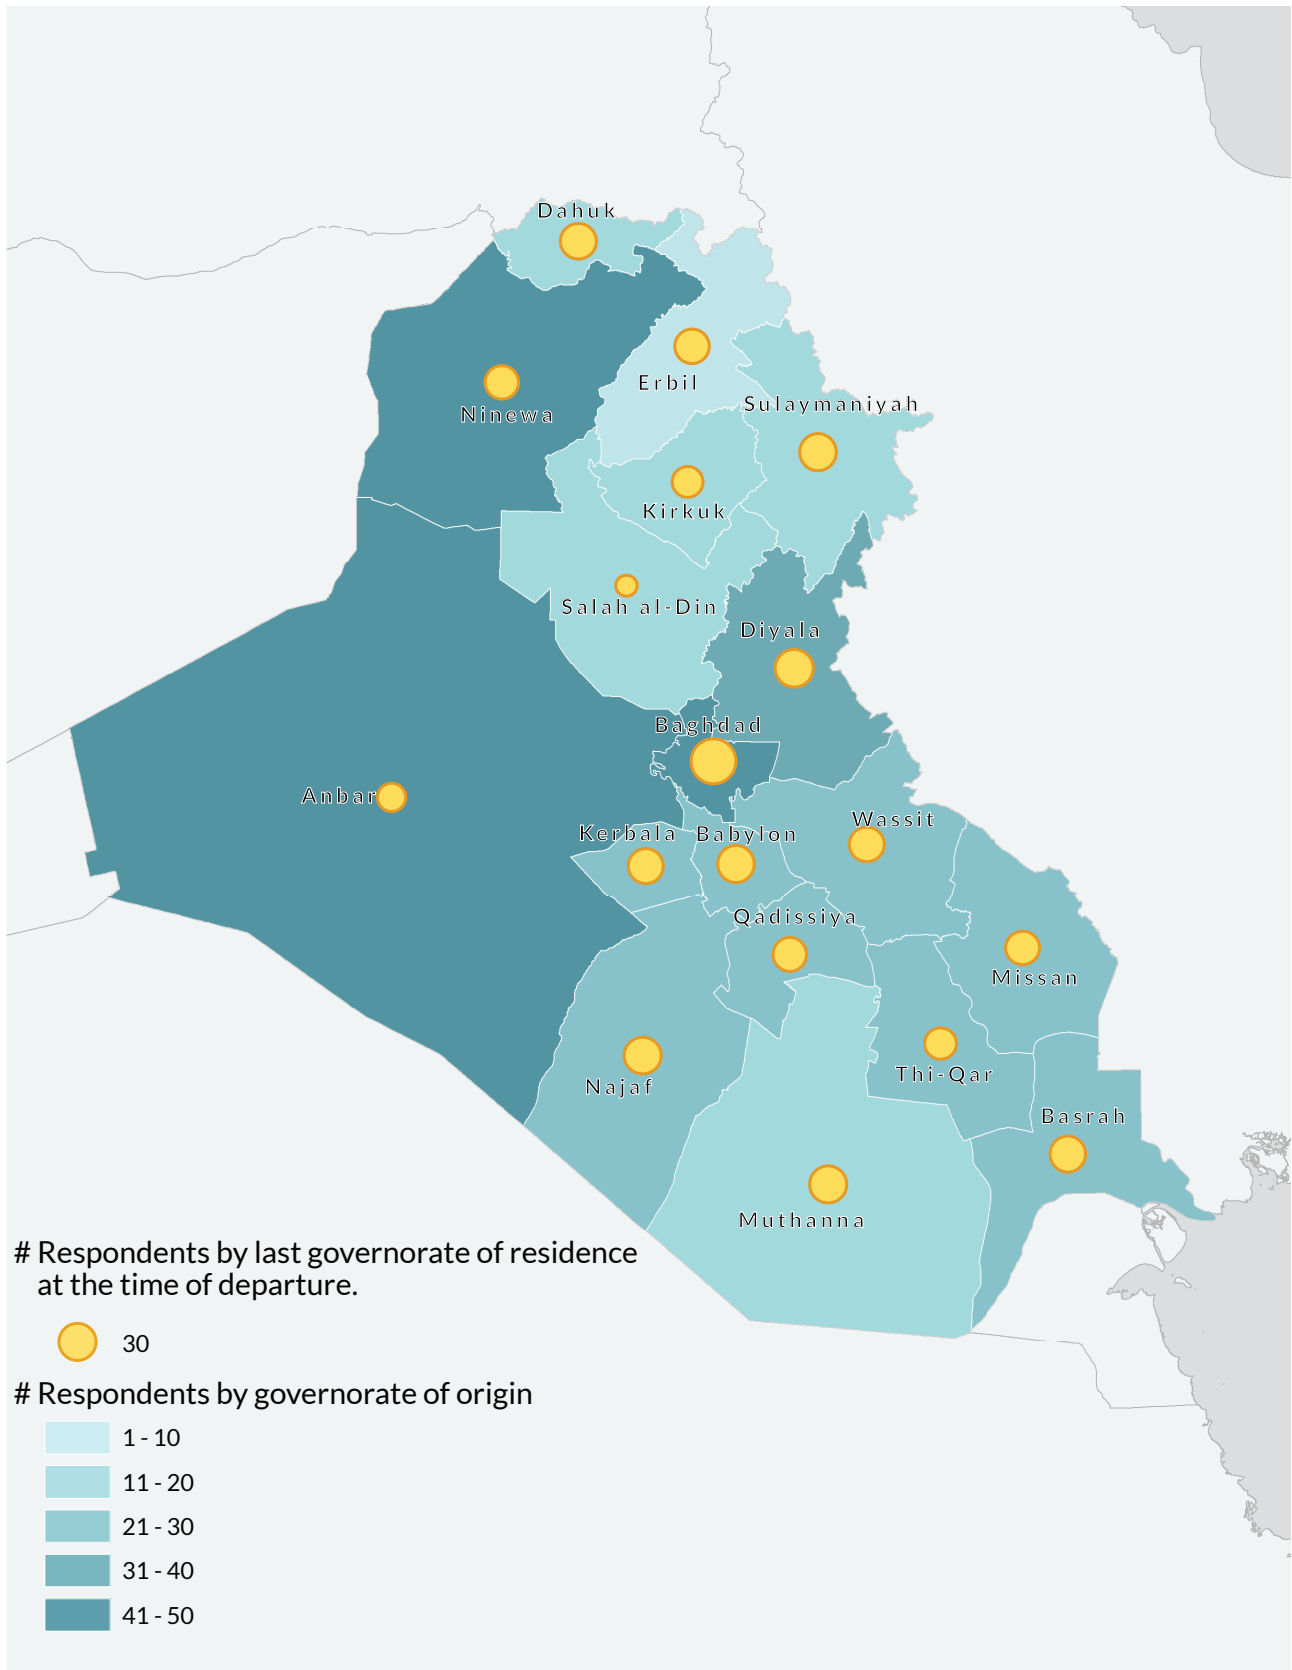 Dahuk
Erbil
Ninewa
Sulaymaniyah
Kirkuk
Salah al-Din
Diyala
Baghdad
Anbar
Wassit
Kerbala
Babylon
Qadissiya
Missan
Thi-Qar
Najaf
Basrah
Muthanna
# Respondents by last governorate of residence
at the time of departure.
30
# Respondents by governorate of origin
1 - 10
11 - 20
21 - 30
31 - 40
41 - 50